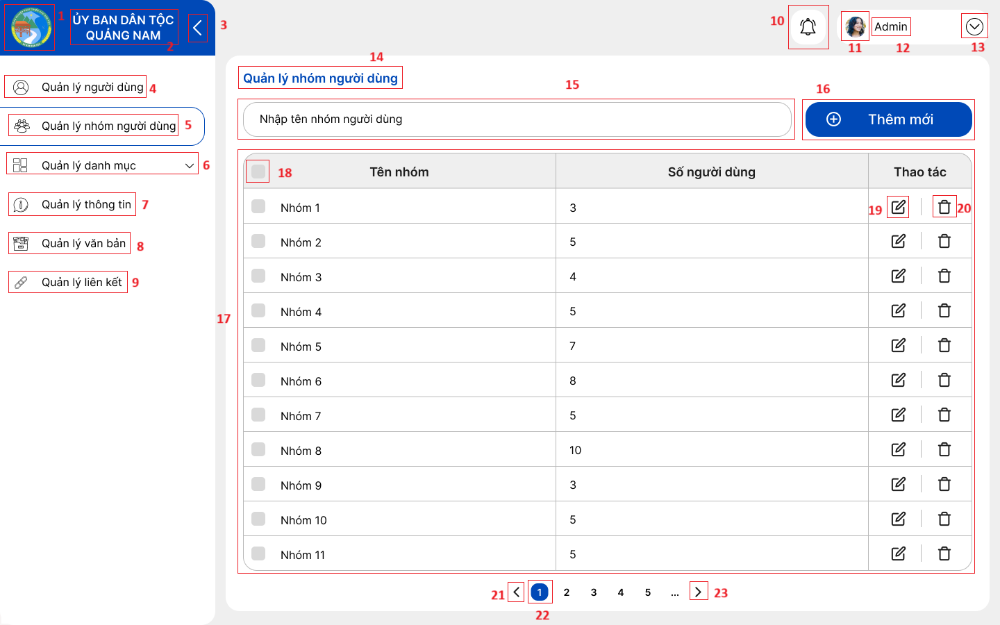 1
ỦY BAN DÂN TỘC
QUẢNG NAM
2
3
10
Admin
11
12
13
Quản lý người dùng
4
Quản lý nhóm người dùng
5
Quản lý danh mục
6
Quản lý thông tin
7
Quản lý văn bản
8
Quản lý liên kết
9
14
Quản lý nhóm người dùng
15
Nhập tên nhóm người dùng
16
Thêm mới
17
18
Tên nhóm Số người dùng Thao tác
Nhóm 1 3 19 20
Nhóm 2 5
Nhóm 3 4
Nhóm 4 5
Nhóm 5 7
Nhóm 6 8
Nhóm 7 5
Nhóm 8 10
Nhóm 9 3
Nhóm 10 5
Nhóm 11 5
21 1 2 3 4 5 ... 23
22